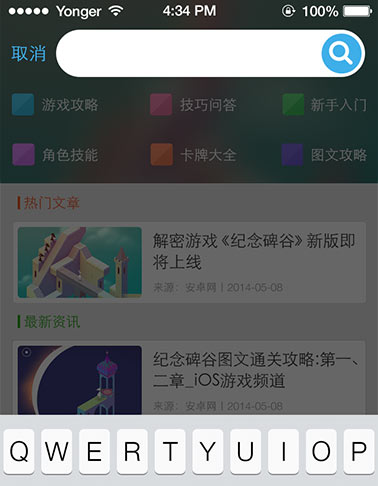 Yonger 4:34 PM 100%
取消
游戏攻略 技巧问答 新手入门
角色技能 卡牌大全 图文攻略
热门文章
解密游戏《纪念碑谷》新版即
将上线
来源：安卓网 | 2014-05-08
最新资讯
纪念碑谷图文通关攻略:第一、
二章_iOS游戏频道
来源：安卓网 | 2014-05-08
Q W E R T Y U I O P